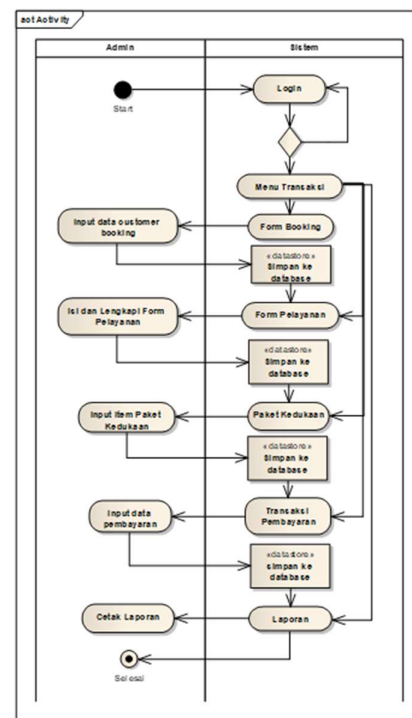 act Activity
Admin
Sistem
Start
Login
Menu Transaksi
Input data customer
booking
Form Booking
«datastore»
Simpan ke
database
Isi dan Lengkapi Form
Pelayanan
Form Pelayanan
«datastore»
Simpan ke
database
Input Item Paket
Kedukaan
Paket Kedukaan
«datastore»
Simpan ke
database
Input data
pembayaran
Transaksi
Pembayaran
«datastore»
simpan ke
database
Cetak Laporan
Laporan
Selesai